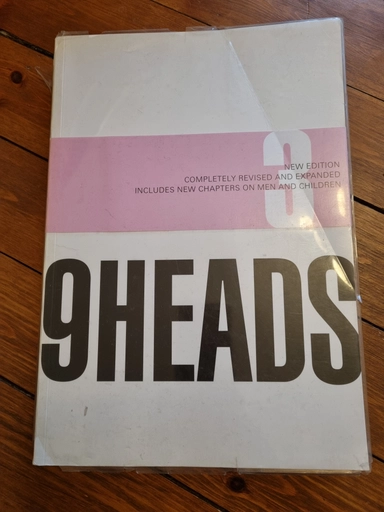 3
NEW EDITION
COMPLETELY REVISED AND EXPANDED
INCLUDES NEW CHAPTERS ON MEN AND CHILDREN
9HEADS